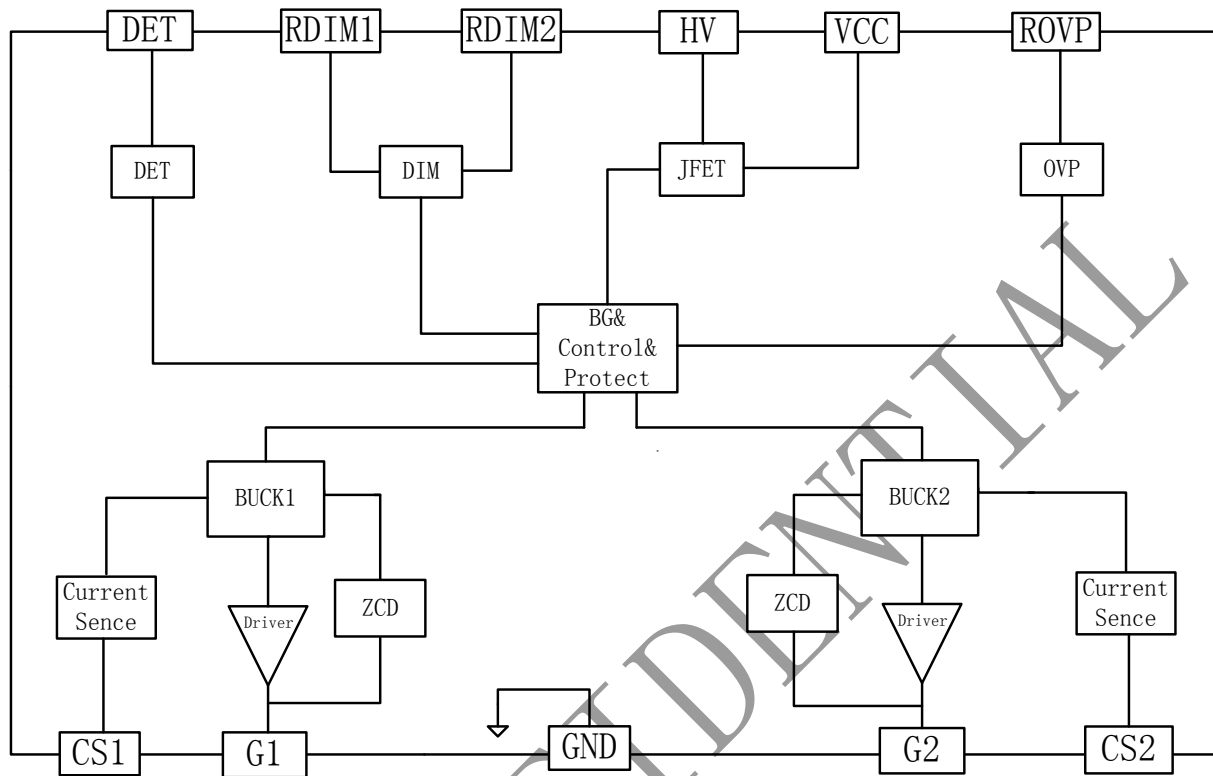 DET
RDIM1
RDIM2
HV
VCC
ROVP
DET
DIM
JFET
OVP
BG&
Control&
Protect
BUCK1
BUCK2
Current
Sence
Driver
ZCD
ZCD
Driver
Current
Sence
CS1
G1
GND
G2
CS2
IDENTIAL